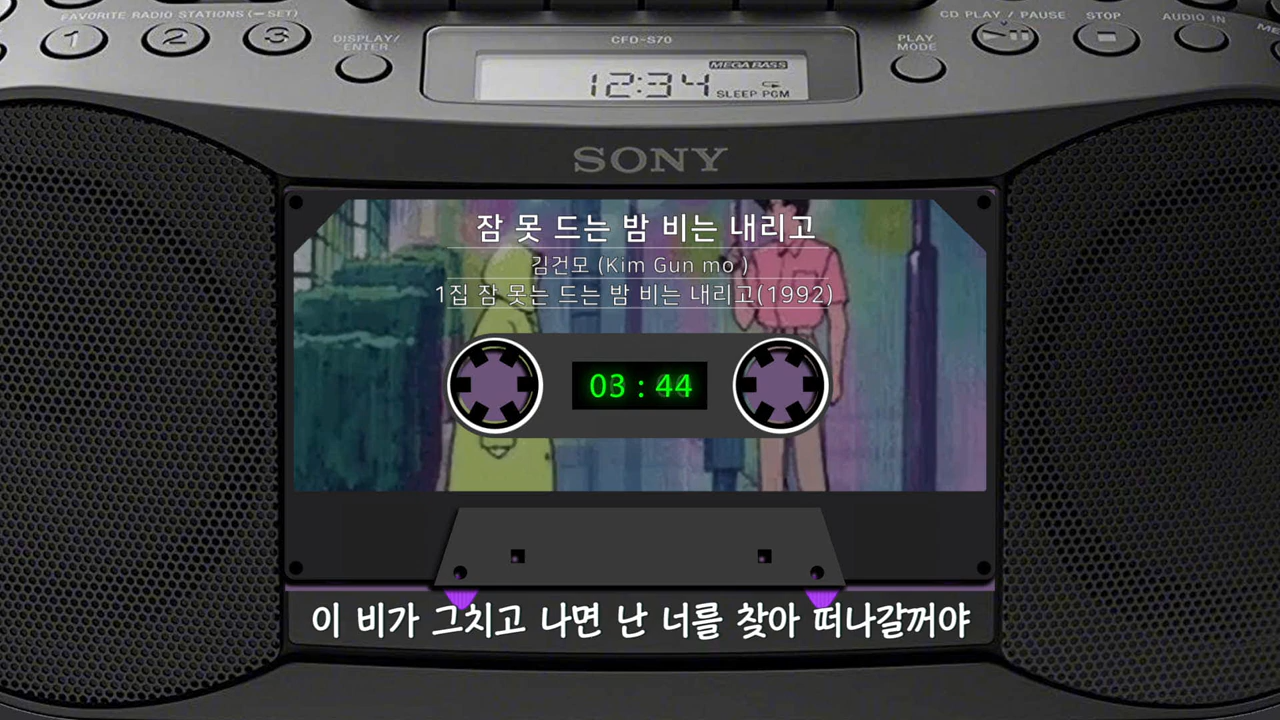 FAVORITE RADIO STATIONS (━ SET)
1 2 3
DISPLAY/
ENTER
CFD-S70
MEGA BASS
12:34
SLEEP PGM
PLAY
MODE
CD PLAY / PAUSE
STOP
AUDIO IN
SONY
잠 못 드는 밤 비는 내리고
김건모 (Kim Gun mo )
1집 잠 못는 드는 밤 비는 내리고(1992)
03 : 44
이 비가 그치고 나면 난 너를 찾아 떠나갈꺼야